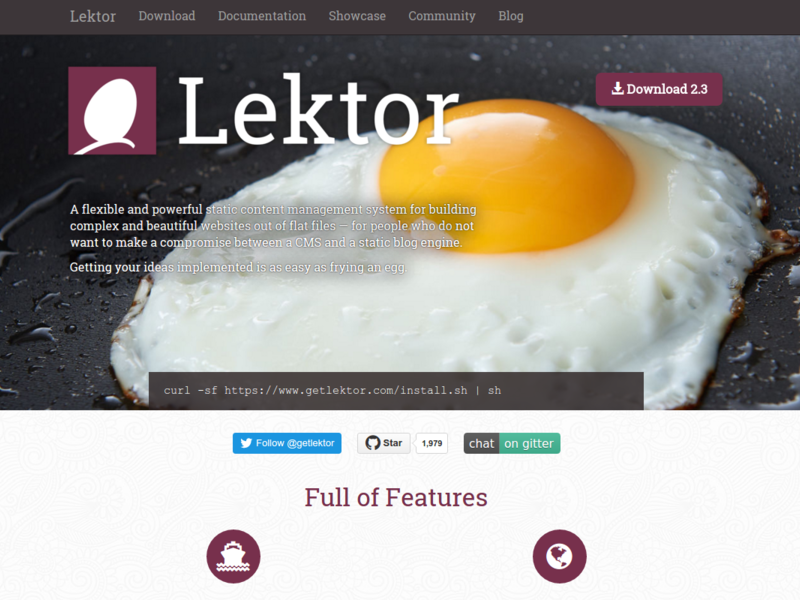 Lektor Download Documentation Showcase Community Blog
Lektor
Download 2.3
A flexible and powerful static content management system for building
complex and beautiful websites out of flat files — for people who do not
want to make a compromise between a CMS and a static blog engine.
Getting your ideas implemented is as easy as frying an egg.
curl -sf https://www.getlektor.com/install.sh | sh
Follow @getlektor Star 1,979 chat on gitter
Full of Features